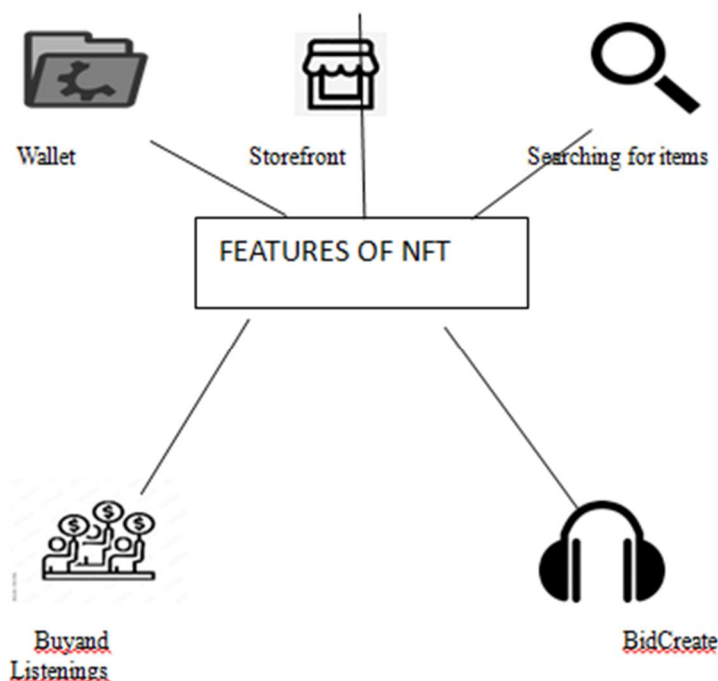 Wallet
Storefront
Searching for items
FEATURES OF NFT
$ $ $
Buyand
Listenings
BidCreate